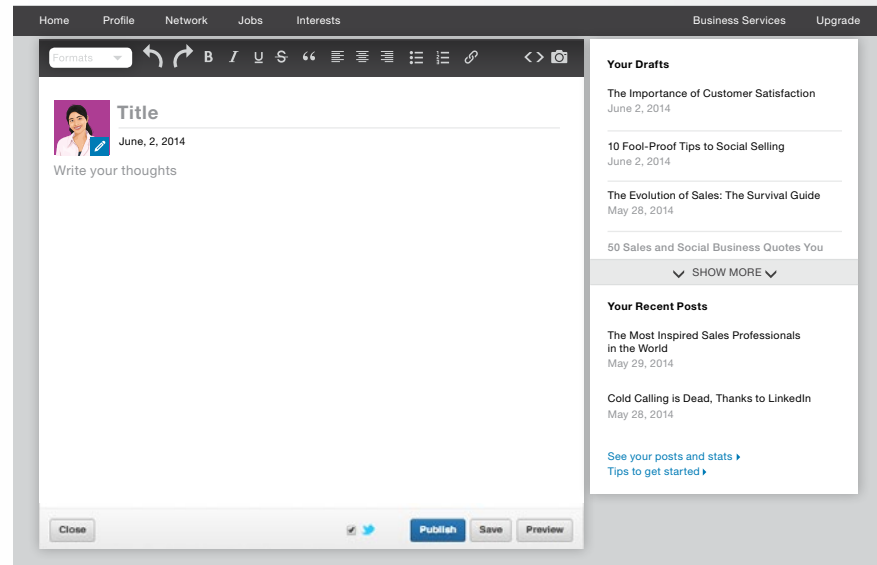 Home Profile Network Jobs Interests Business Services Upgrade
Formats B I U S “
Title
June, 2, 2014
Write your thoughts
Close Publish Save Preview
Your Drafts
The Importance of Customer Satisfaction
June 2, 2014
10 Fool-Proof Tips to Social Selling
June 2, 2014
The Evolution of Sales: The Survival Guide
May 28, 2014
50 Sales and Social Business Quotes You
SHOW MORE
Your Recent Posts
The Most Inspired Sales Professionals
in the World
May 29, 2014
Cold Calling is Dead, Thanks to LinkedIn
May 28, 2014
See your posts and stats
Tips to get started